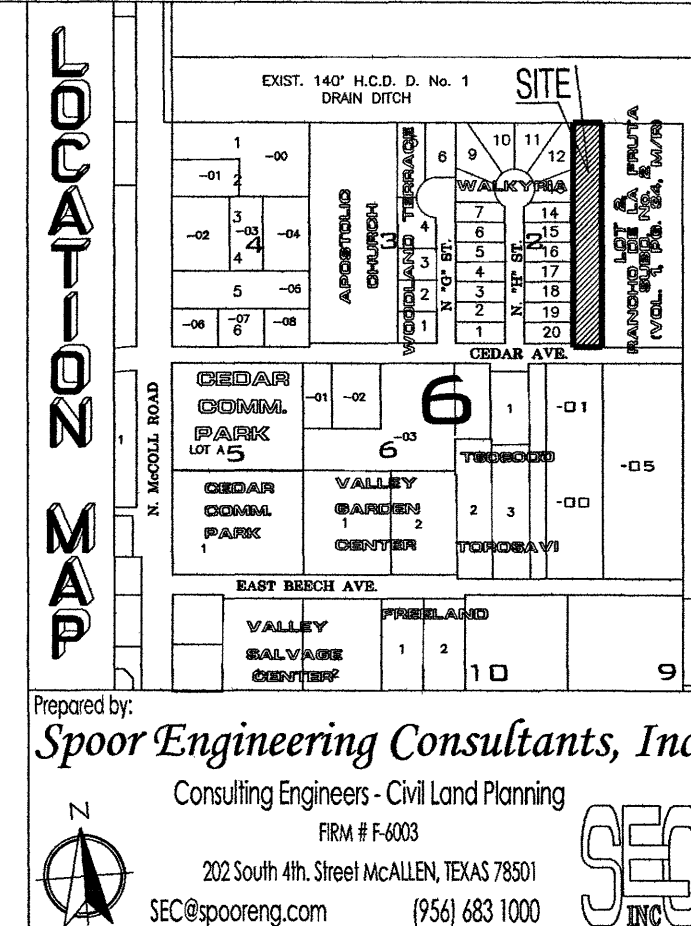 LOCATION MAP
EXIST. 140' H.C.D. D. No. 1
DRAIN DITCH
SITE
1
-00
-01
2
3
-02
-03
4
-04
4
5
-05
-06
-07
6
-08
APOSTOLIC
CHURCH
3
WOODLAND TERRACE
6
4
3
2
1
N "G" ST.
9
10
11
12
WALKYRIA
7
6
5
4
3
2
1
N. "H" ST.
2
14
15
16
17
18
19
20
LOT 2,
RANCHO DE LA FRUTA
SUBD. No. 2
(VOL. 1, PG. 34, M/R)
CEDAR AVE.
N. McCOLL ROAD
1
CEDAR
COMM.
PARK
LOT A
5
-01
-02
6
-03
6
1
-01
-05
-00
CEDAR
COMM.
PARK
1
VALLEY
GARDEN
1
2
CENTER
2
3
TOROSAVI
EAST BEECH AVE.
VALLEY
SALVAGE
CENTER
2
FREELAND
1
2
10
9
Prepared by:
Spoor Engineering Consultants, Inc
Consulting Engineers - Civil Land Planning
FIRM # F-6003
202 South 4th. Street McALLEN, TEXAS 78501
SEC@spooreng.com (956) 683 1000
N
SEC
INC